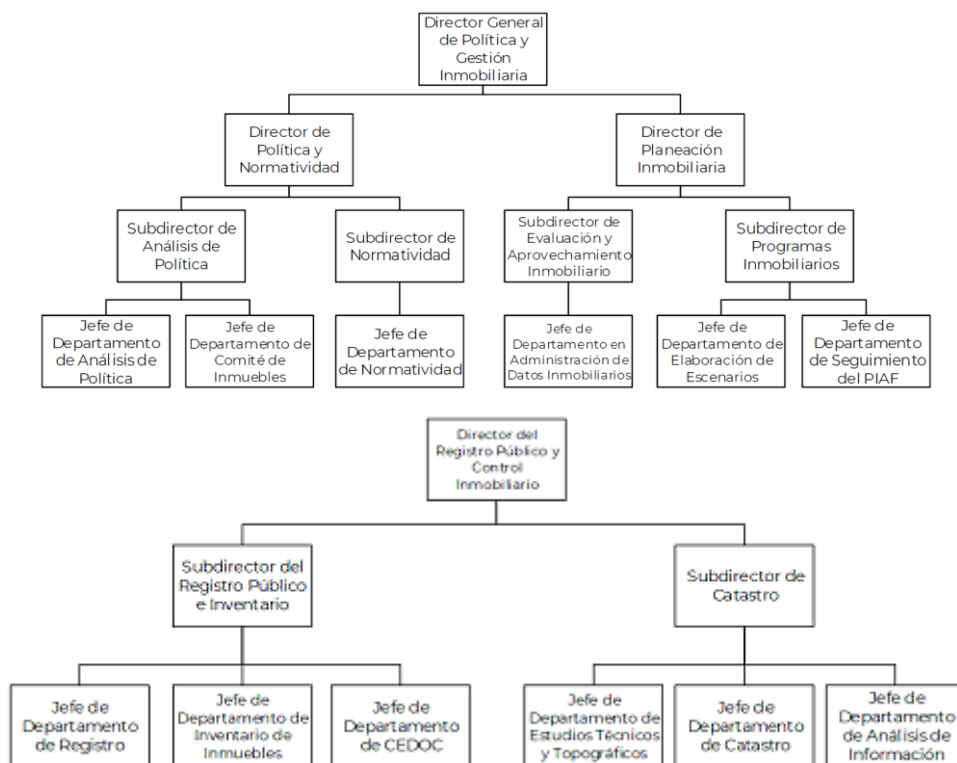 Director General
de Política y
Gestión
Inmobiliaria
Director de
Política y
Normatividad
Director de
Planeación
Inmobiliaria
Subdirector de
Análisis de
Política
Subdirector de
Normatividad
Subdirector de
Evaluación y
Aprovechamiento
Inmobiliario
Subdirector de
Programas
Inmobiliarios
Jefe de
Departamento
de Análisis de
Política
Jefe de
Departamento de
Comité de
Inmuebles
Jefe de
Departamento
de Normatividad
Jefe de
Departamento en
Administración de
Datos Inmobiliarios
Jefe de
Departamento de
Elaboración de
Escenarios
Jefe de
Departamento
de Seguimiento
del PIAF
Director del
Registro Público y
Control
Inmobiliario
Subdirector del
Registro Público
e Inventario
Subdirector de
Catastro
Jefe de
Departamento
de Registro
Jefe de
Departamento de
Inventario de
Inmuebles
Jefe de
Departamento
de CEDOC
Jefe de
Departamento de
Estudios Técnicos
y Topográficos
Jefe de
Departamento
de Catastro
Jefe de
Departamento
de Análisis de
Información